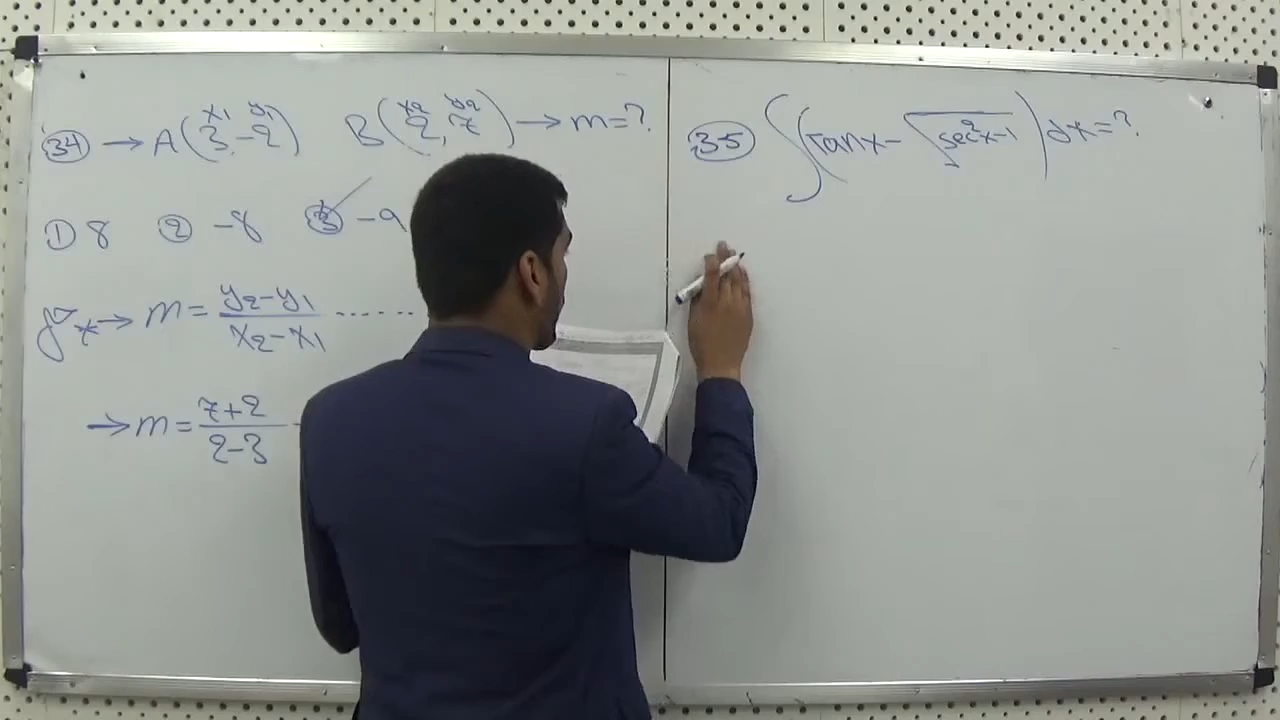 34 → A(3, -2) B(2, 7) → m=?
x₁ y₁ x₂ y₂
① 8 ② -8 ③ -9
→ m = (y₂-y₁)/(x₂-x₁) ......
→ m = (7+2)/(2-3)
35 ∫(tanx - √(sec²x-1)) dx = ?